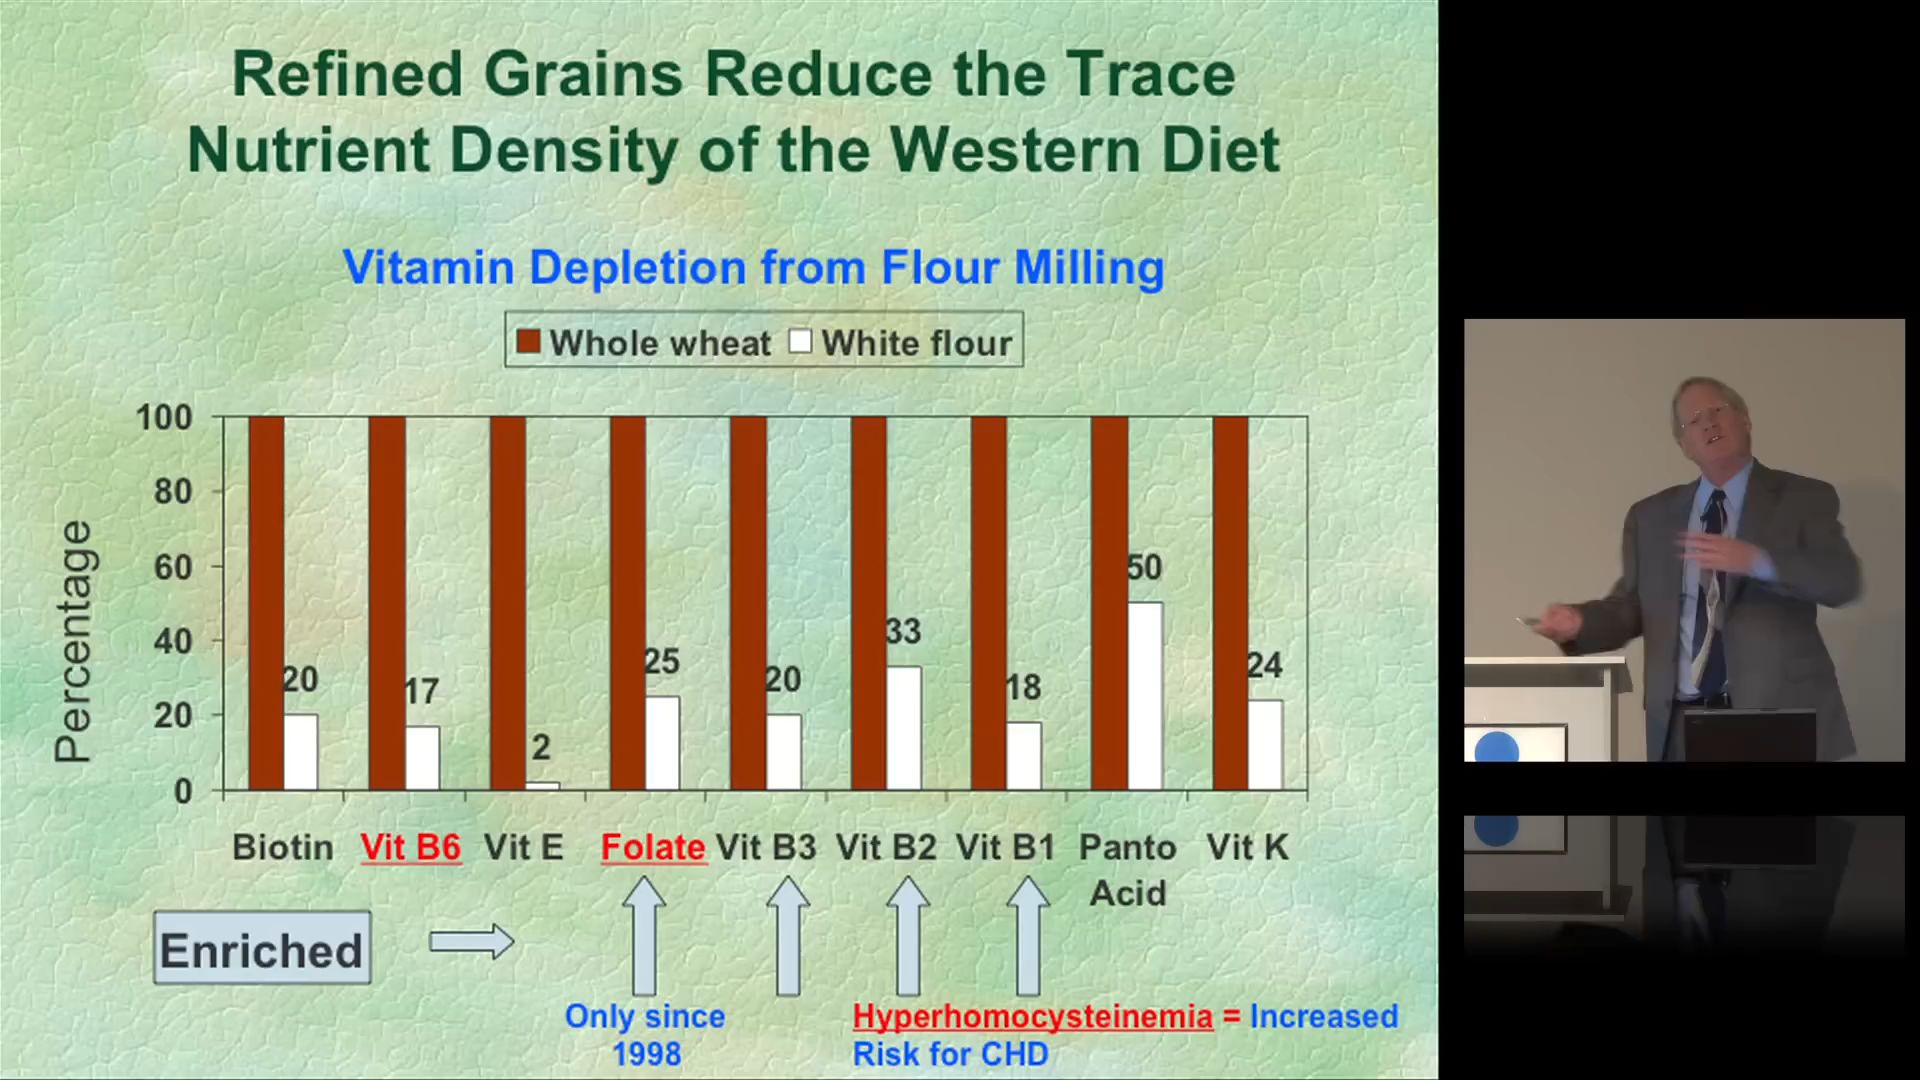 Refined Grains Reduce the Trace
Nutrient Density of the Western Diet
Vitamin Depletion from Flour Milling
Whole wheat White flour
Percentage
100
80
60
40
20
0
20 17 2 25 20 33 18 50 24
Biotin Vit B6 Vit E Folate Vit B3 Vit B2 Vit B1 Panto Acid Vit K
Enriched
Only since
1998
Hyperhomocysteinemia = Increased
Risk for CHD